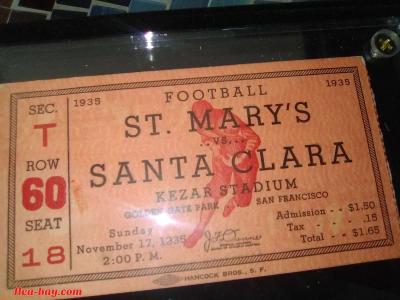 SEC. T
ROW 60
SEAT 18
1935 FOOTBALL 1935
ST. MARY'S
..vs..
SANTA CLARA
KEZAR STADIUM
GOLDEN GATE PARK ... SAN FRANCISCO
Sunday
November 17, 1935
2:00 P. M.
Admission - - $1.50
Tax - - - .15
Total - - $1.65
HANCOCK BROS., S. F.
flea-bay.com